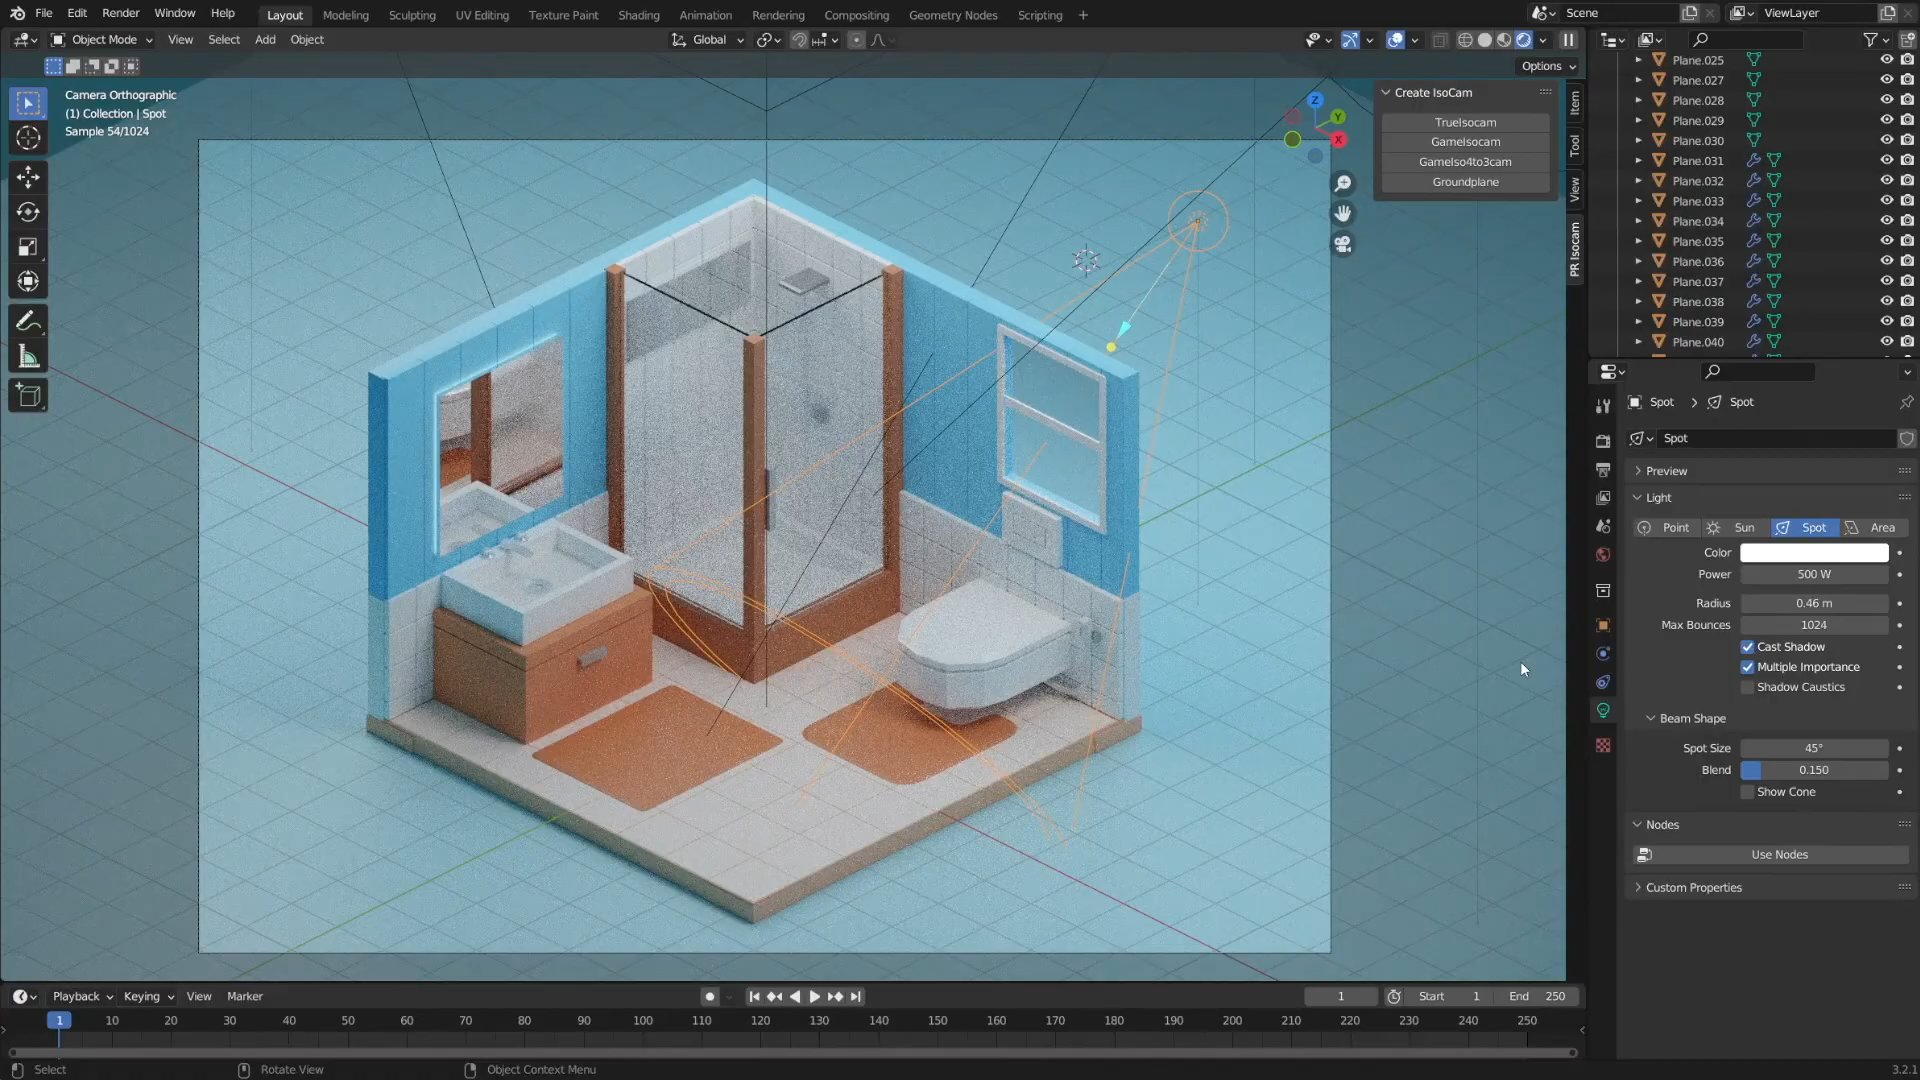 File Edit Render Window Help Layout Modeling Sculpting UV Editing Texture Paint Shading Animation Rendering Compositing Geometry Nodes Scripting + Scene ViewLayer
Object Mode View Select Add Object Global
Options
Camera Orthographic
(1) Collection | Spot
Sample 54/1024
Create IsoCam
TrueIsocam
GameIsocam
GameIso4to3cam
Groundplane
Item
Tool
View
PR Isocam
Z
Y
X
Plane.025
Plane.027
Plane.028
Plane.029
Plane.030
Plane.031
Plane.032
Plane.033
Plane.034
Plane.035
Plane.036
Plane.037
Plane.038
Plane.039
Plane.040
Spot > Spot
Spot
Preview
Light
Point Sun Spot Area
Color
Power 500 W
Radius 0.46 m
Max Bounces 1024
Cast Shadow
Multiple Importance
Shadow Caustics
Beam Shape
Spot Size 45°
Blend 0.150
Show Cone
Nodes
Use Nodes
Custom Properties
Playback Keying View Marker 1 Start 1 End 250
1 10 20 30 40 50 60 70 80 90 100 110 120 130 140 150 160 170 180 190 200 210 220 230 240 250
Select Rotate View Object Context Menu 3.2.1